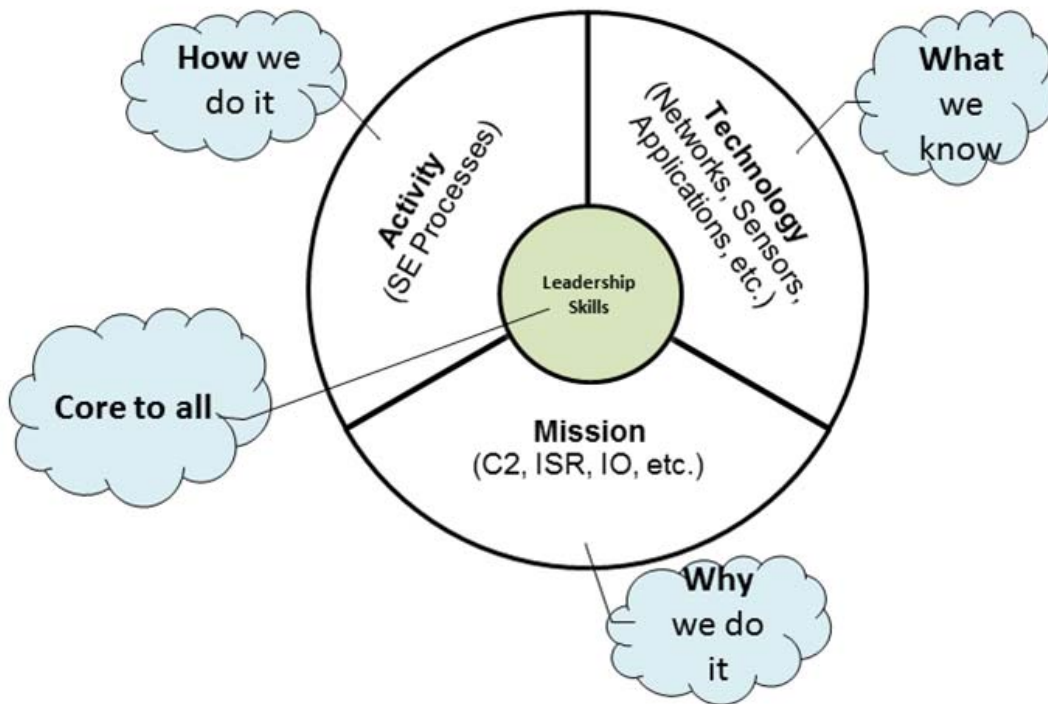 How we
do it
What
we
know
Activity
(SE Processes)
Technology
(Networks, Sensors,
Applications, etc.)
Leadership
Skills
Core to all
Mission
(C2, ISR, IO, etc.)
Why
we do
it